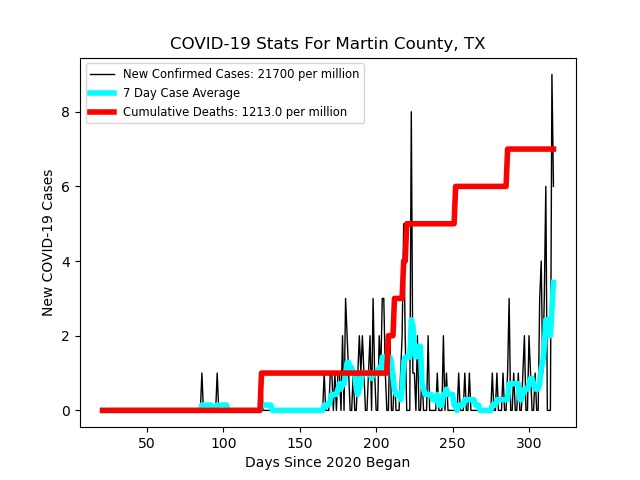 COVID-19 Stats For Martin County, TX
New Confirmed Cases: 21700 per million
7 Day Case Average
Cumulative Deaths: 1213.0 per million
New COVID-19 Cases
8
6
4
2
0
50 100 150 200 250 300
Days Since 2020 Began